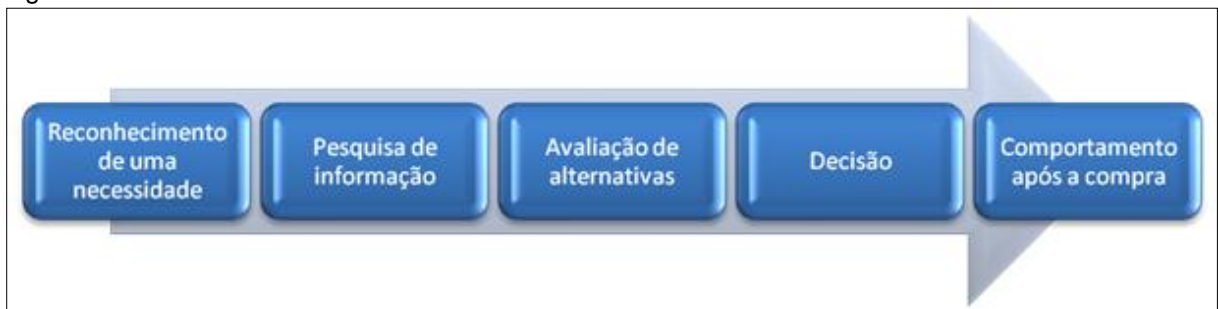 Reconhecimento
de uma
necessidade
Pesquisa de
informação
Avaliação de
alternativas
Decisão
Comportamento
após a compra